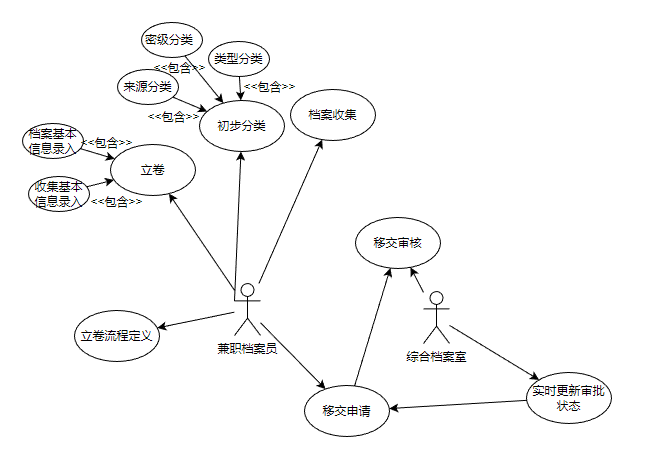 密级分类
类型分类
<<包含>>
来源分类
<<包含>>
<<包含>>
初步分类
档案收集
档案基本
信息录入
<<包含>>
立卷
收集基本
信息录入
<<包含>>
移交审核
立卷流程定义
兼职档案员
综合档案室
移交申请
实时更新审批
状态